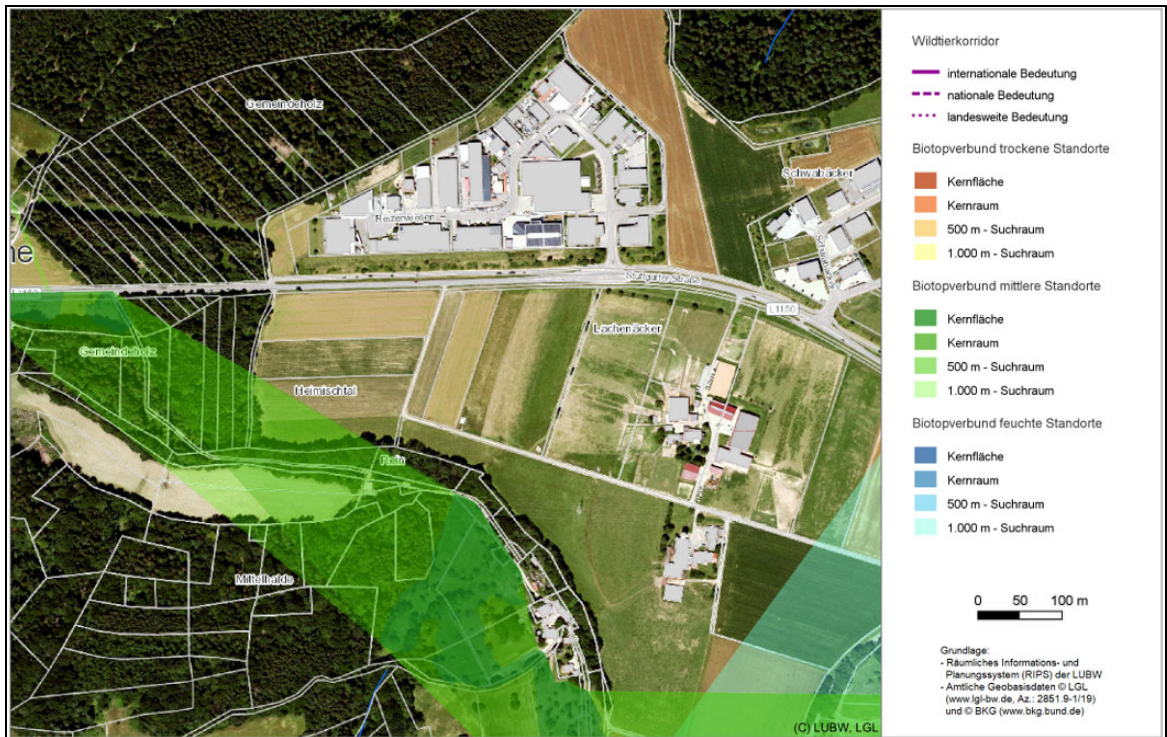 Gemeindeholz
Schwabäcker
Reizenwiesen
Stuttgarter Straße
L1150
L1150
Lachenäcker
Gemeindeholz
Heimischtal
Rain
Mittelhalde
(C) LUBW, LGL
Wildtierkorridor
internationale Bedeutung
nationale Bedeutung
landesweite Bedeutung
Biotopverbund trockene Standorte
Kernfläche
Kernraum
500 m - Suchraum
1.000 m - Suchraum
Biotopverbund mittlere Standorte
Kernfläche
Kernraum
500 m - Suchraum
1.000 m - Suchraum
Biotopverbund feuchte Standorte
Kernfläche
Kernraum
500 m - Suchraum
1.000 m - Suchraum
0 50 100 m
Grundlage:
- Räumliches Informations- und
Planungssystem (RIPS) der LUBW
- Amtliche Geobasisdaten © LGL
(www.lgl-bw.de, Az.: 2851.9-1/19)
und © BKG (www.bkg.bund.de)